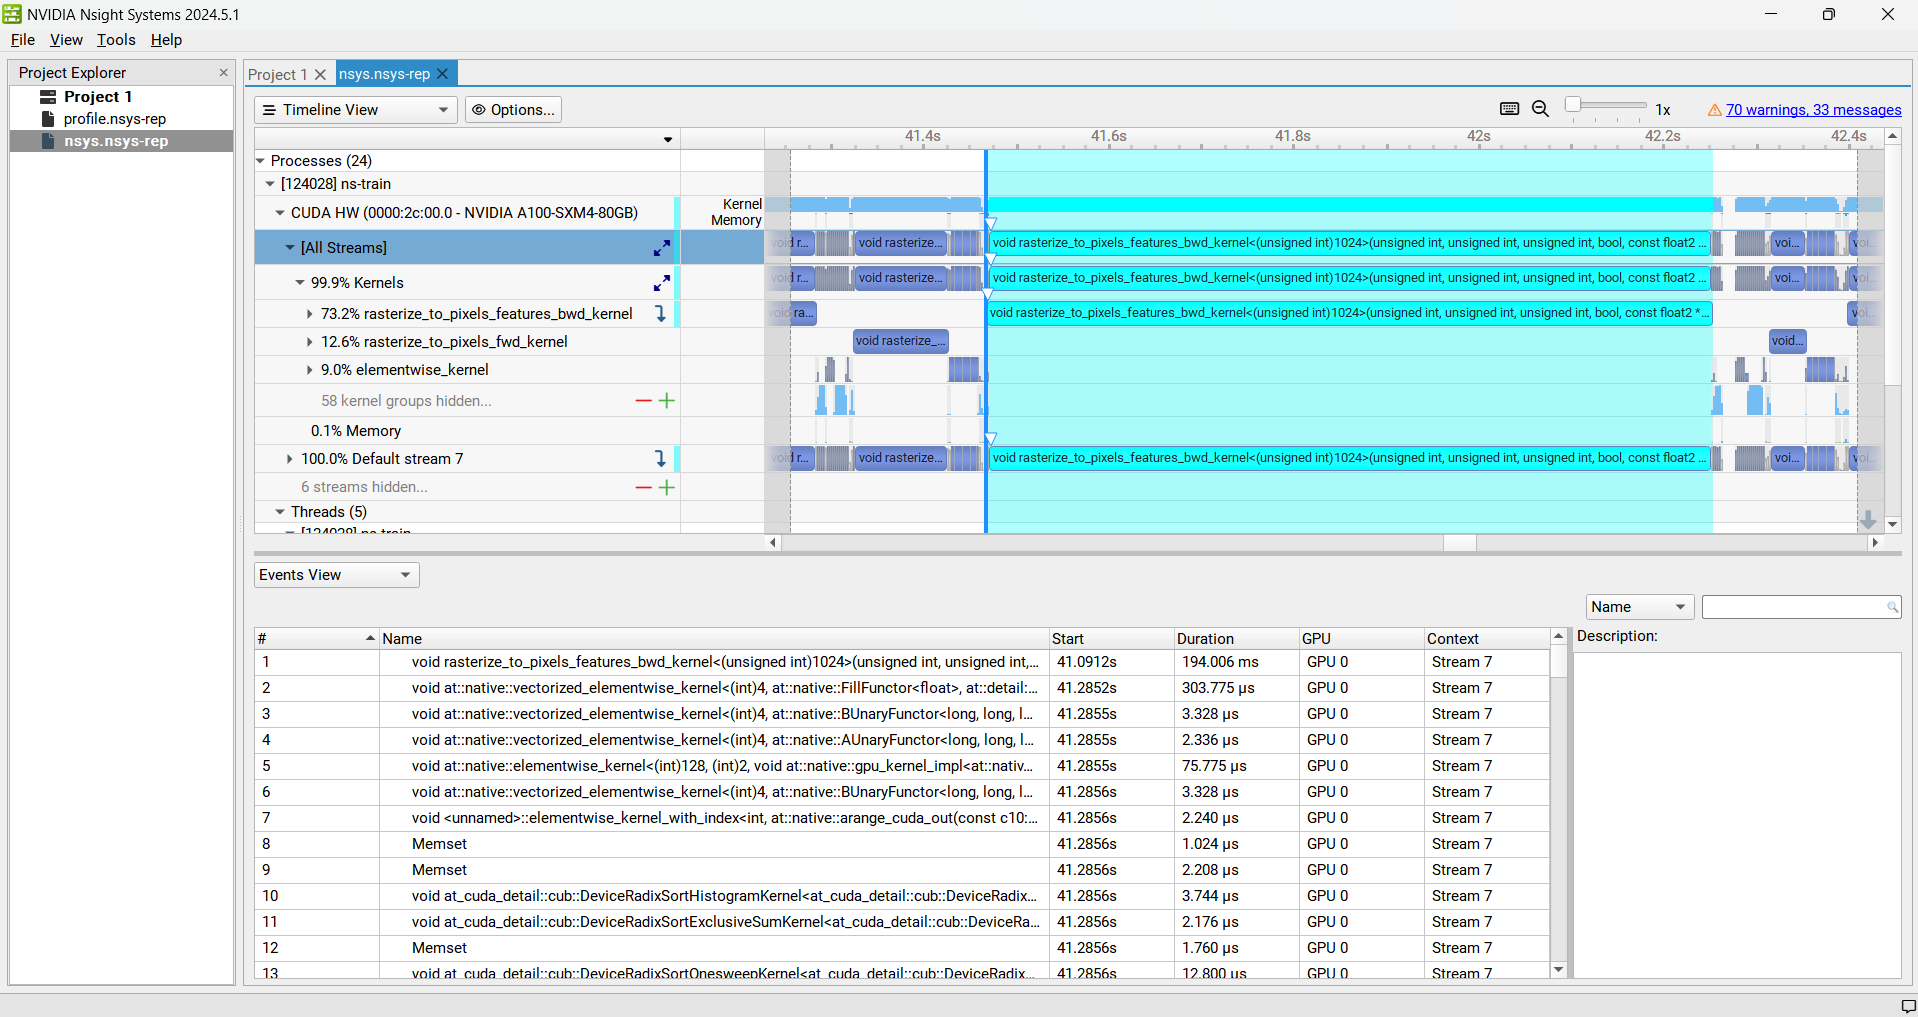 NVIDIA Nsight Systems 2024.5.1
File View Tools Help
Project Explorer
Project 1
profile.nsys-rep
nsys.nsys-rep
Project 1 nsys.nsys-rep
Timeline View Options... 1x 70 warnings, 33 messages
41.4s 41.6s 41.8s 42s 42.2s 42.4s
Processes (24)
[124028] ns-train
CUDA HW (0000:2c:00.0 - NVIDIA A100-SXM4-80GB) Kernel
Memory
[All Streams] void r... void rasterize... void rasterize_to_pixels_features_bwd_kernel<(unsigned int)1024>(unsigned int, unsigned int, unsigned int, bool, const float2 ... voi... voi...
99.9% Kernels void r... void rasterize... void rasterize_to_pixels_features_bwd_kernel<(unsigned int)1024>(unsigned int, unsigned int, unsigned int, bool, const float2 ... voi... voi...
73.2% rasterize_to_pixels_features_bwd_kernel void ra... void rasterize_to_pixels_features_bwd_kernel<(unsigned int)1024>(unsigned int, unsigned int, unsigned int, bool, const float2 *... voi...
12.6% rasterize_to_pixels_fwd_kernel void rasterize_... void...
9.0% elementwise_kernel
58 kernel groups hidden...
0.1% Memory
100.0% Default stream 7 void r... void rasterize... void rasterize_to_pixels_features_bwd_kernel<(unsigned int)1024>(unsigned int, unsigned int, unsigned int, bool, const float2 ... voi... voi...
6 streams hidden...
Threads (5)
[124028] ns-train
Events View
Name
# Name Start Duration GPU Context Description:
1 void rasterize_to_pixels_features_bwd_kernel<(unsigned int)1024>(unsigned int, unsigned int,... 41.0912s 194.006 ms GPU 0 Stream 7
2 void at::native::vectorized_elementwise_kernel<(int)4, at::native::FillFunctor<float>, at::detail:... 41.2852s 303.775 µs GPU 0 Stream 7
3 void at::native::vectorized_elementwise_kernel<(int)4, at::native::BUnaryFunctor<long, long, l... 41.2855s 3.328 µs GPU 0 Stream 7
4 void at::native::vectorized_elementwise_kernel<(int)4, at::native::AUnaryFunctor<long, long, l... 41.2855s 2.336 µs GPU 0 Stream 7
5 void at::native::elementwise_kernel<(int)128, (int)2, void at::native::gpu_kernel_impl<at::nativ... 41.2855s 75.775 µs GPU 0 Stream 7
6 void at::native::vectorized_elementwise_kernel<(int)4, at::native::BUnaryFunctor<long, long, l... 41.2856s 3.328 µs GPU 0 Stream 7
7 void <unnamed>::elementwise_kernel_with_index<int, at::native::arange_cuda_out(const c10:... 41.2856s 2.240 µs GPU 0 Stream 7
8 Memset 41.2856s 1.024 µs GPU 0 Stream 7
9 Memset 41.2856s 2.208 µs GPU 0 Stream 7
10 void at_cuda_detail::cub::DeviceRadixSortHistogramKernel<at_cuda_detail::cub::DeviceRadix... 41.2856s 3.744 µs GPU 0 Stream 7
11 void at_cuda_detail::cub::DeviceRadixSortExclusiveSumKernel<at_cuda_detail::cub::DeviceRa... 41.2856s 2.176 µs GPU 0 Stream 7
12 Memset 41.2856s 1.760 µs GPU 0 Stream 7
13 void at_cuda_detail::cub::DeviceRadixSortOnesweepKernel<at_cuda_detail::cub::DeviceRadix... 41.2856s 12.800 µs GPU 0 Stream 7